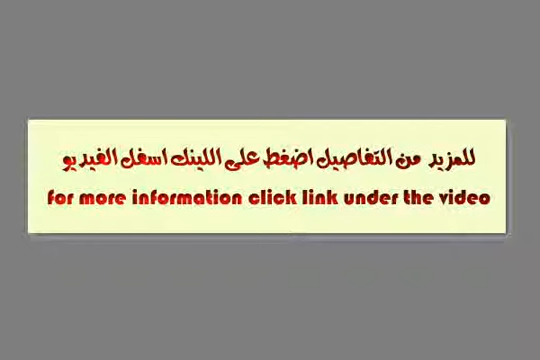 للمزيد من التفاصيل اضغط على اللينك اسفل الفيديو
for more information click link under the video